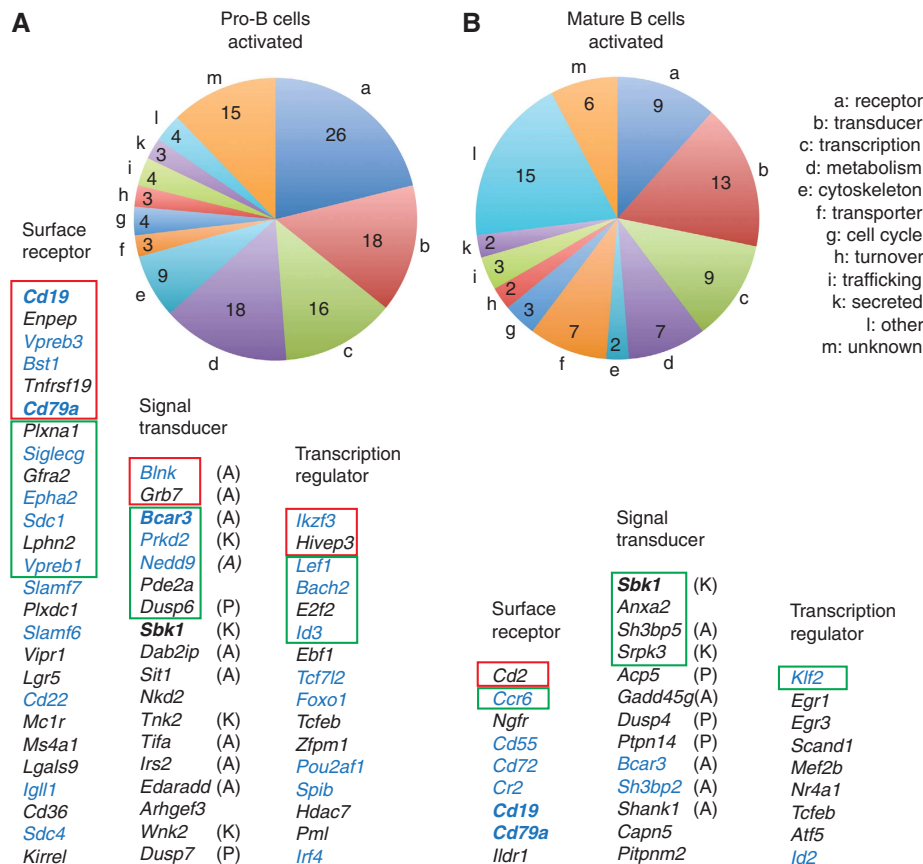 A
Pro-B cells
activated
a
26
b
18
c
16
d
18
e
9
f
3
g
4
h
3
i
4
k
3
l
4
m
15
B
Mature B cells
activated
a
9
b
13
c
9
d
7
e
2
f
7
g
3
h
2
i
3
k
2
l
15
m
6
a: receptor
b: transducer
c: transcription
d: metabolism
e: cytoskeleton
f: transporter
g: cell cycle
h: turnover
i: trafficking
k: secreted
l: other
m: unknown
Surface
receptor
Cd19
Enpep
Vpreb3
Bst1
Tnfrsf19
Cd79a
Plxna1
Siglecg
Gfra2
Epha2
Sdc1
Lphn2
Vpreb1
Slamf7
Plxdc1
Slamf6
Vipr1
Lgr5
Cd22
Mc1r
Ms4a1
Lgals9
Igll1
Cd36
Sdc4
Kirrel
Signal
transducer
Blnk (A)
Grb7 (A)
Bcar3 (A)
Prkd2 (K)
Nedd9 (A)
Pde2a
Dusp6 (P)
Sbk1 (K)
Dab2ip (A)
Sit1 (A)
Nkd2
Tnk2 (K)
Tifa (A)
Irs2 (A)
Edaradd (A)
Arhgef3
Wnk2 (K)
Dusp7 (P)
Transcription
regulator
Ikzf3
Hivep3
Lef1
Bach2
E2f2
Id3
Ebf1
Tcf7l2
Foxo1
Tcfeb
Zfpm1
Pou2af1
Spib
Hdac7
Pml
Irf4
Surface
receptor
Cd2
Ccr6
Ngfr
Cd55
Cd72
Cr2
Cd19
Cd79a
Ildr1
Signal
transducer
Sbk1 (K)
Anxa2
Sh3bp5 (A)
Srpk3 (K)
Acp5 (P)
Gadd45g(A)
Dusp4 (P)
Ptpn14 (P)
Bcar3 (A)
Sh3bp2 (A)
Shank1 (A)
Capn5
Pitpnm2
Transcription
regulator
Klf2
Egr1
Egr3
Scand1
Mef2b
Nr4a1
Tcfeb
Atf5
Id2